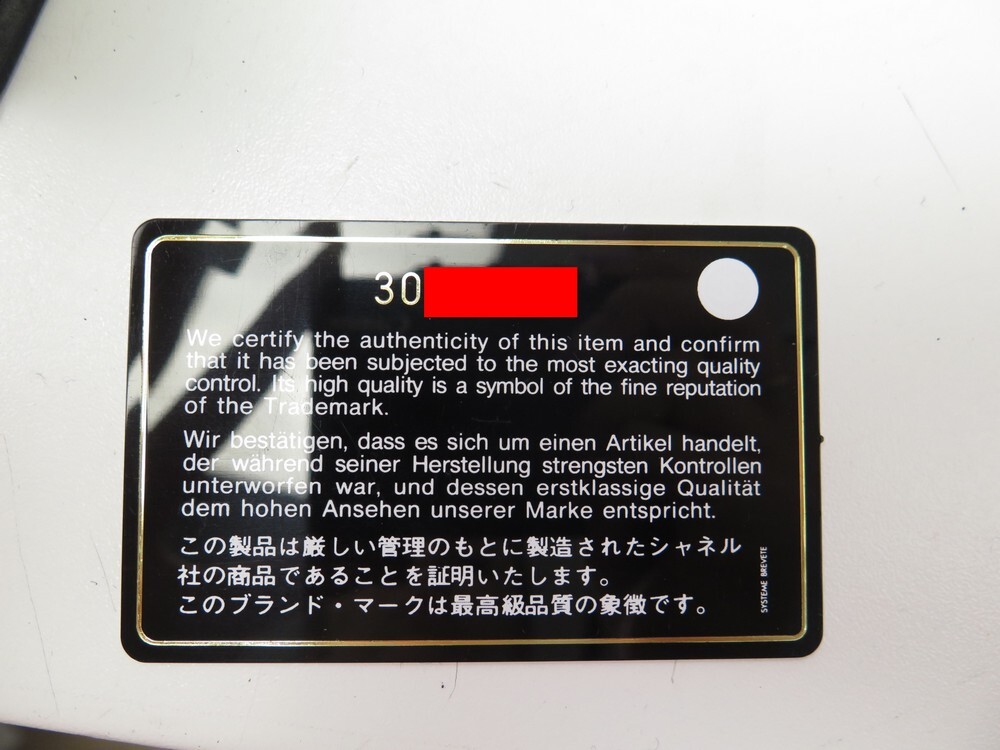 30
We certify the authenticity of this item and confirm
that it has been subjected to the most exacting quality
control. Its high quality is a symbol of the fine reputation
of the Trademark.
Wir bestätigen, dass es sich um einen Artikel handelt,
der während seiner Herstellung strengsten Kontrollen
unterworfen war, und dessen erstklassige Qualität
dem hohen Ansehen unserer Marke entspricht.
この製品は厳しい管理のもとに製造されたシャネル
社の商品であることを証明いたします。
このブランド・マークは最高級品質の象徴です。
SYSTEME BREVETE